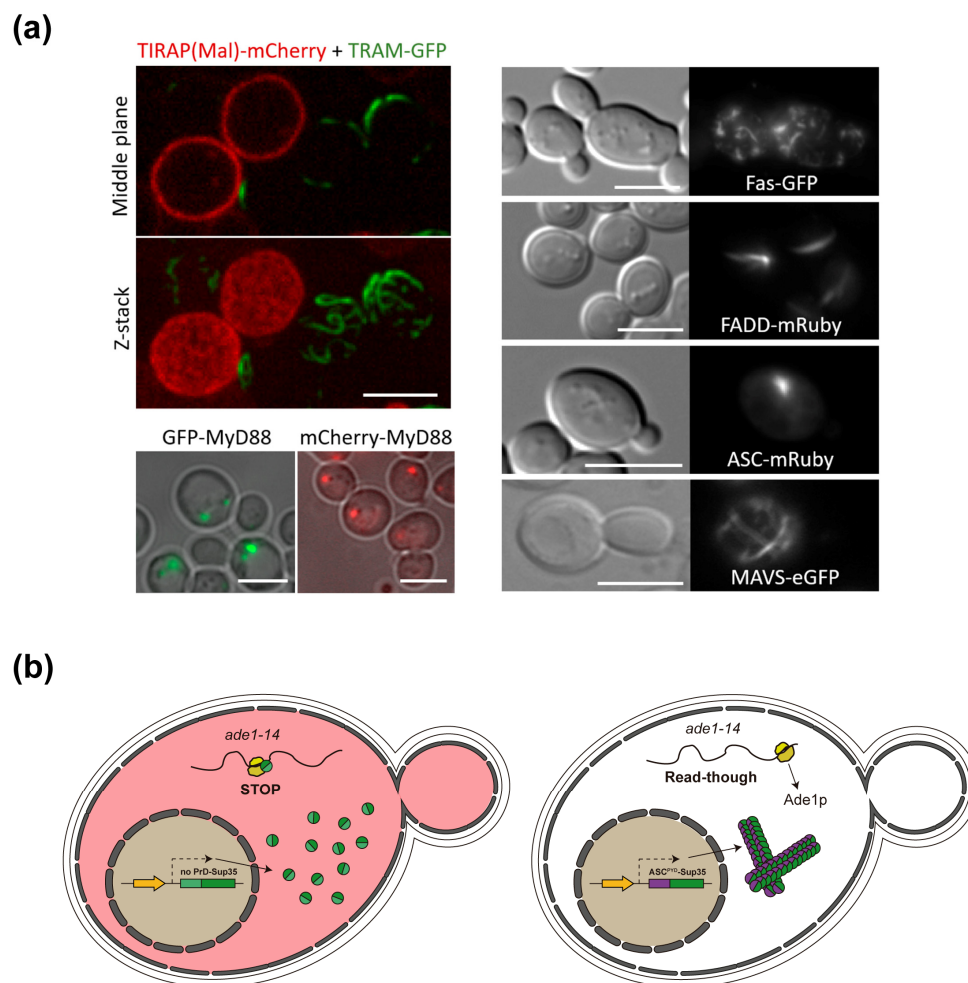 (a)
TIRAP(Mal)-mCherry + TRAM-GFP
Middle plane
Z-stack
GFP-MyD88
mCherry-MyD88
Fas-GFP
FADD-mRuby
ASC-mRuby
MAVS-eGFP
(b)
ade1-14
STOP
no PrD-Sup35
ade1-14
Read-though
Ade1p
ASCPYD-Sup35